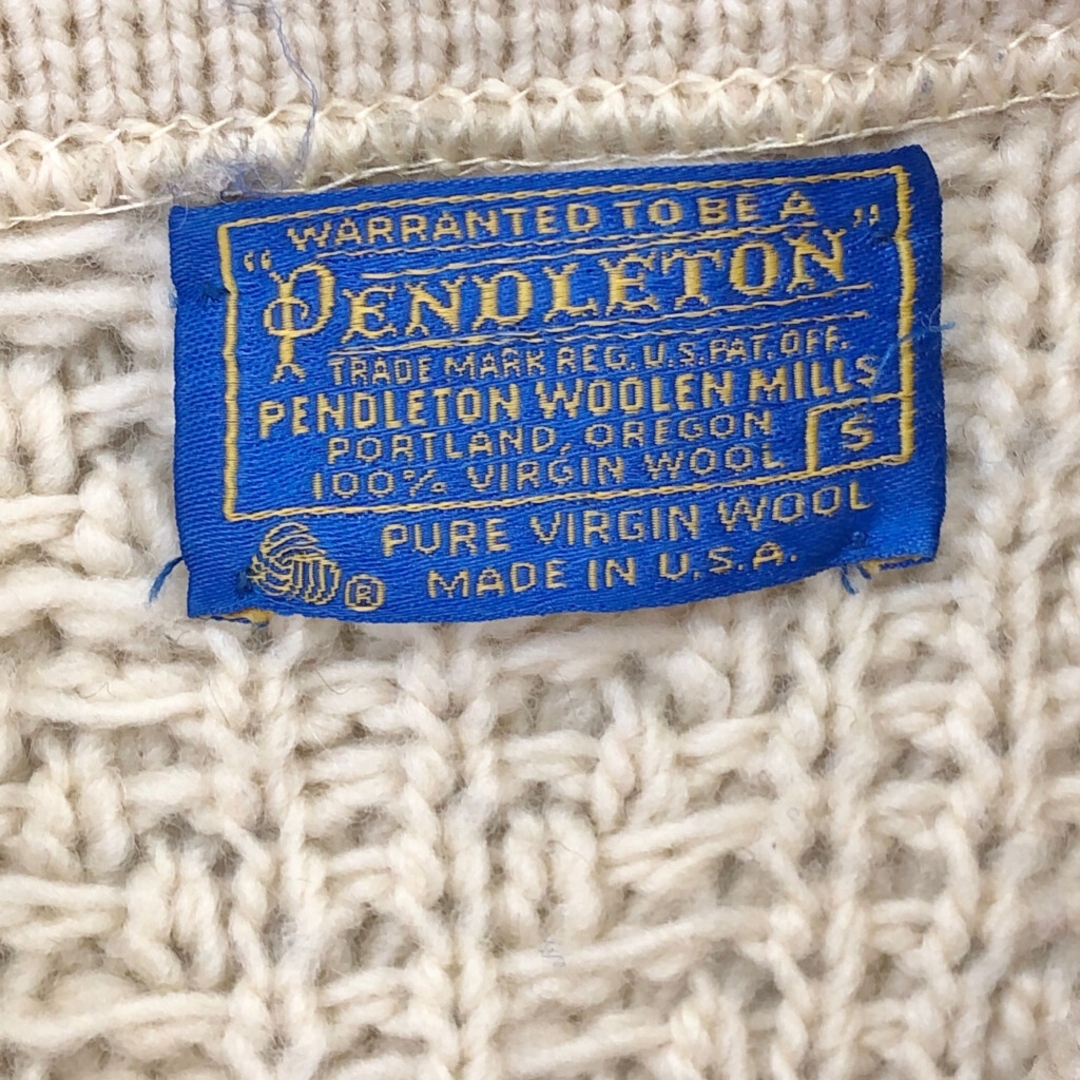 WARRANTED TO BE A
"PENDLETON"
TRADE MARK REG. U.S. PAT. OFF.
PENDLETON WOOLEN MILLS
PORTLAND, OREGON
100% VIRGIN WOOL
S
PURE VIRGIN WOOL
® MADE IN U.S.A.